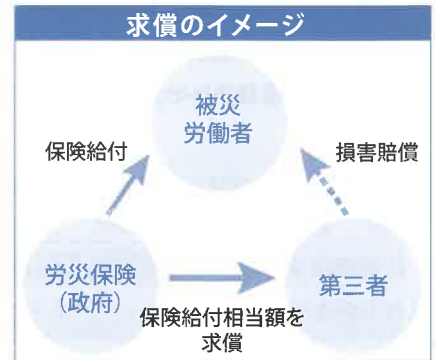 求償のイメージ
被災
労働者
保険給付
損害賠償
労災保険
（政府）
第三者
保険給付相当額を
求償